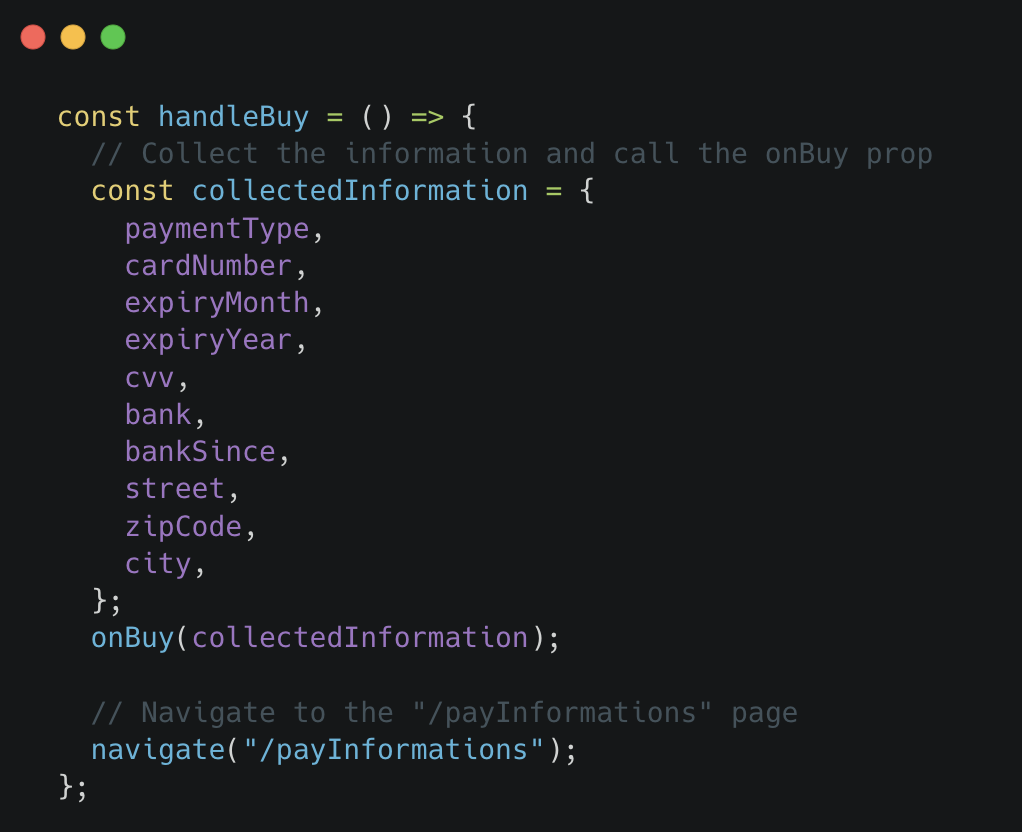 const handleBuy = () => {
  // Collect the information and call the onBuy prop
  const collectedInformation = {
    paymentType,
    cardNumber,
    expiryMonth,
    expiryYear,
    cvv,
    bank,
    bankSince,
    street,
    zipCode,
    city,
  };
  onBuy(collectedInformation);

  // Navigate to the "/payInformations" page
  navigate("/payInformations");
};